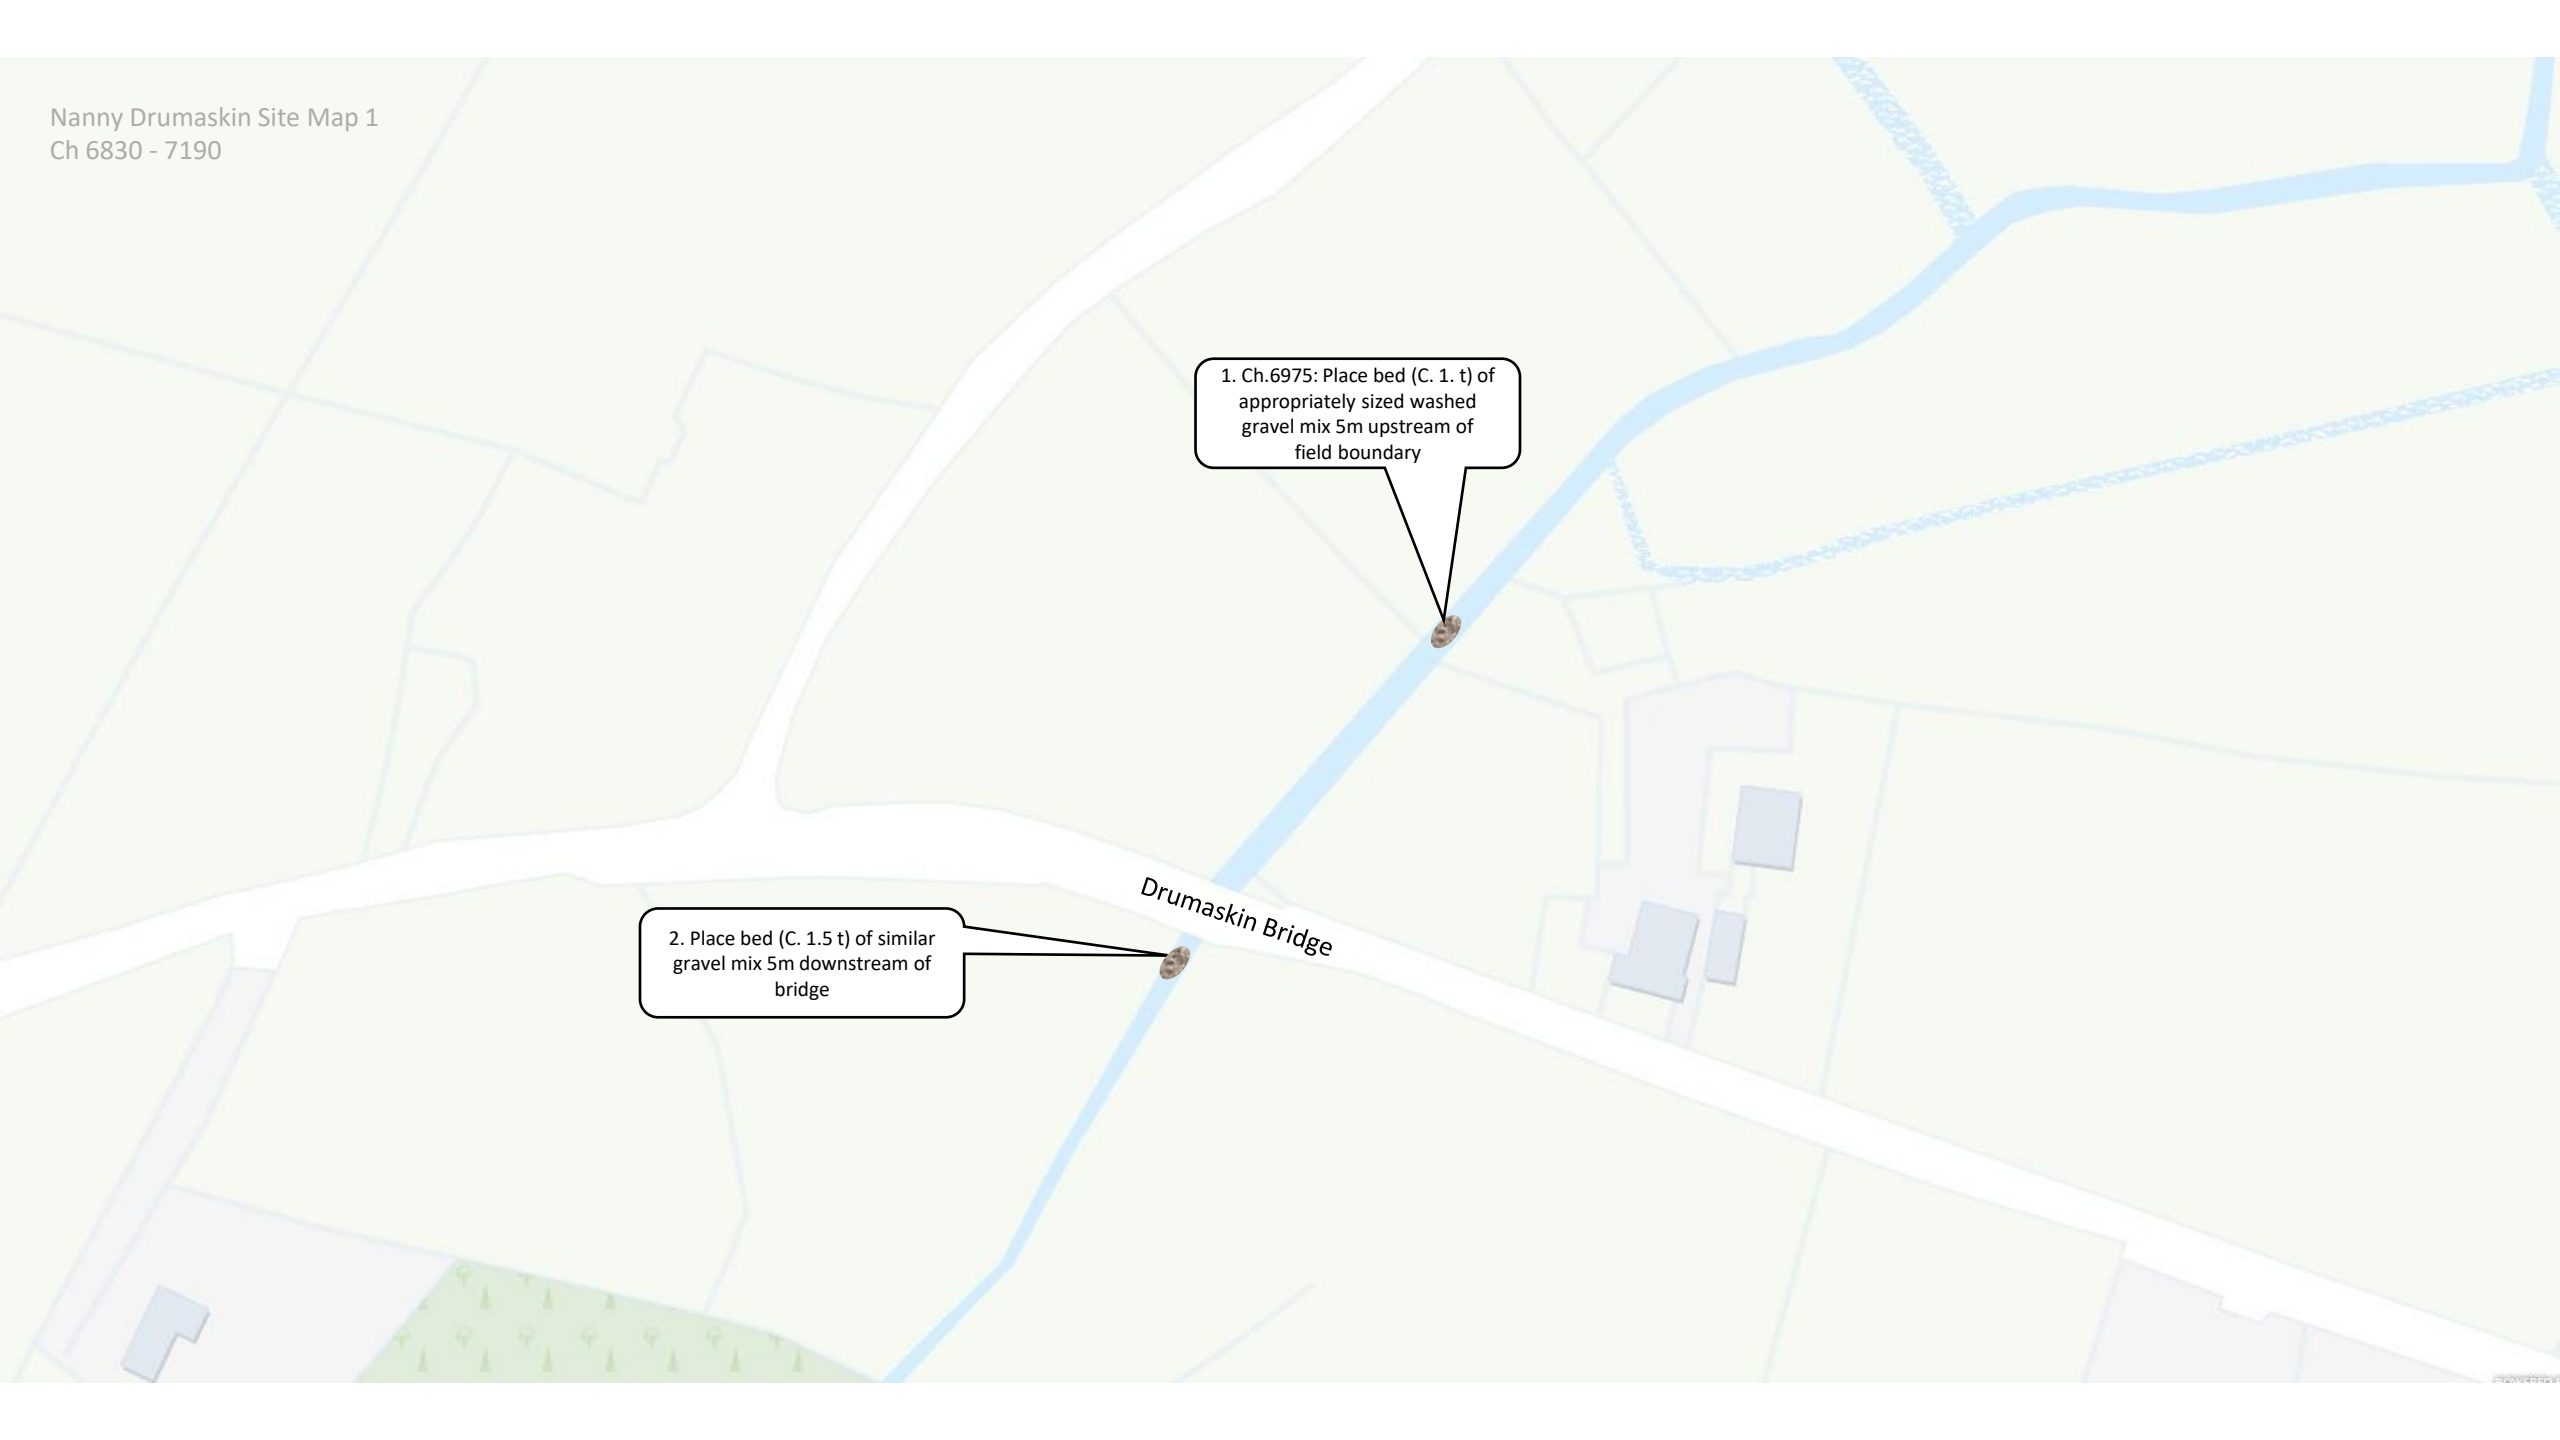 Nanny Drumaskin Site Map 1
Ch 6830 - 7190
1. Ch.6975: Place bed (C. 1. t) of
appropriately sized washed
gravel mix 5m upstream of
field boundary
Drumaskin Bridge
2. Place bed (C. 1.5 t) of similar
gravel mix 5m downstream of
bridge